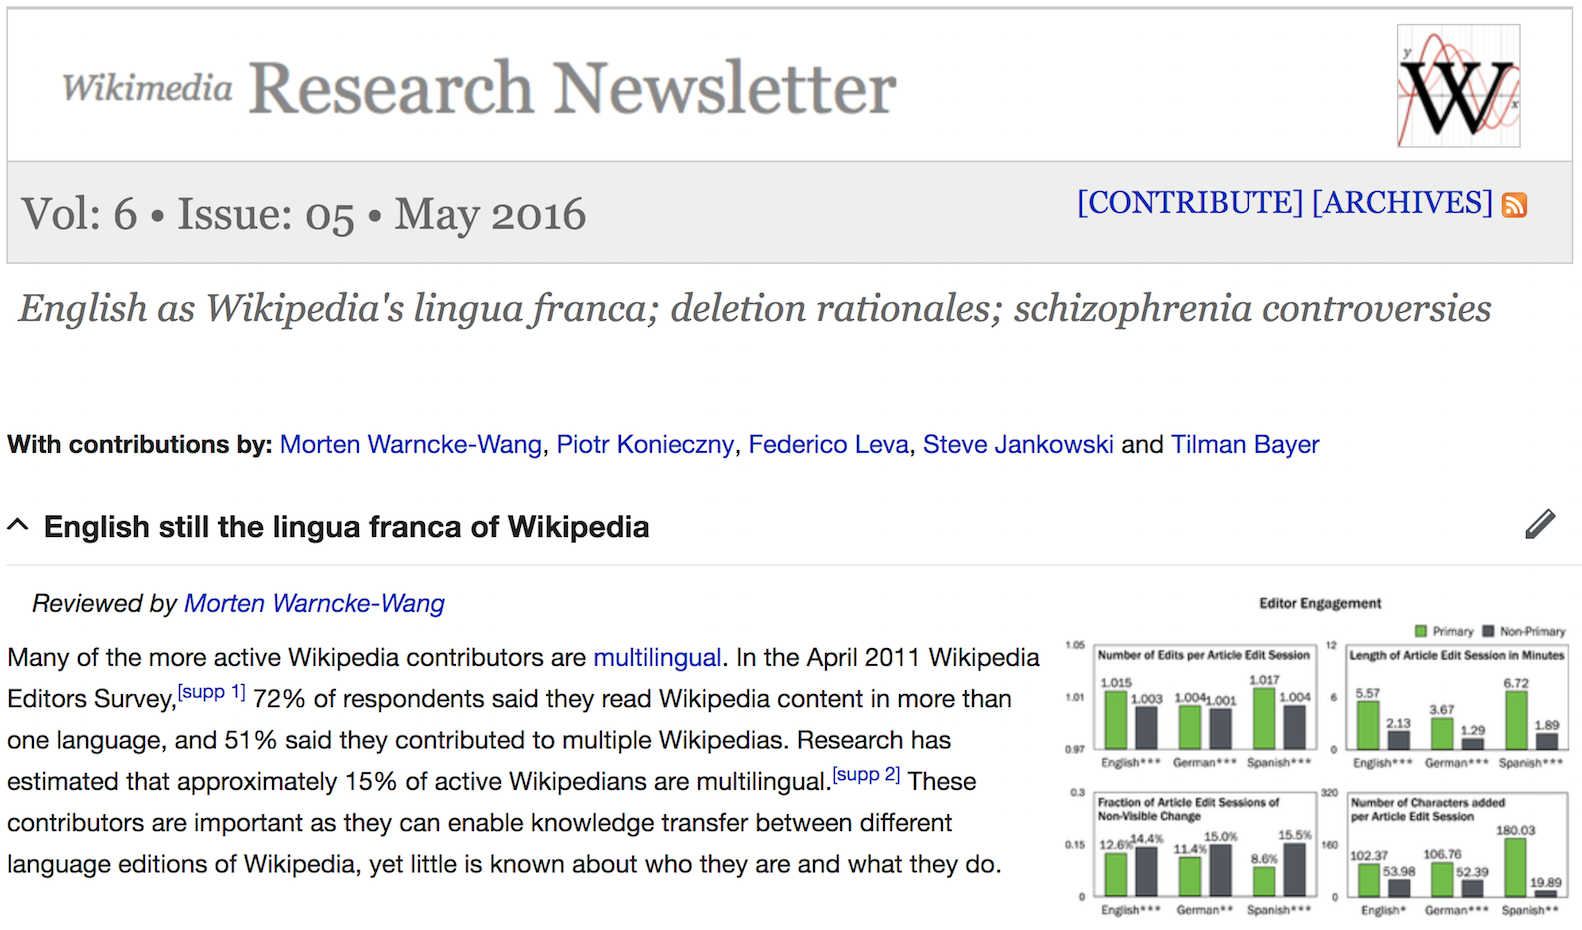 Wikimedia Research Newsletter
y
W
x
Vol: 6 • Issue: 05 • May 2016
[CONTRIBUTE] [ARCHIVES]
English as Wikipedia's lingua franca; deletion rationales; schizophrenia controversies
With contributions by: Morten Warncke-Wang, Piotr Konieczny, Federico Leva, Steve Jankowski and Tilman Bayer
English still the lingua franca of Wikipedia
Reviewed by Morten Warncke-Wang
Many of the more active Wikipedia contributors are multilingual. In the April 2011 Wikipedia
Editors Survey,[supp 1] 72% of respondents said they read Wikipedia content in more than
one language, and 51% said they contributed to multiple Wikipedias. Research has
estimated that approximately 15% of active Wikipedians are multilingual.[supp 2] These
contributors are important as they can enable knowledge transfer between different
language editions of Wikipedia, yet little is known about who they are and what they do.
Editor Engagement
Primary Non-Primary
Number of Edits per Article Edit Session
1.05
1.01
0.97
1.015 1.003 1.004 1.001 1.017 1.004
English*** German*** Spanish***
Length of Article Edit Session in Minutes
12
6
0
5.57 2.13 3.67 1.29 6.72 1.89
English*** German*** Spanish***
Fraction of Article Edit Sessions of
Non-Visible Change
0.3
0.15
0
12.6% 14.4% 11.4% 15.0% 8.6% 15.5%
English*** German** Spanish***
Number of Characters added
per Article Edit Session
320
160
0
102.37 53.98 106.76 52.39 180.03 19.89
English* German*** Spanish**